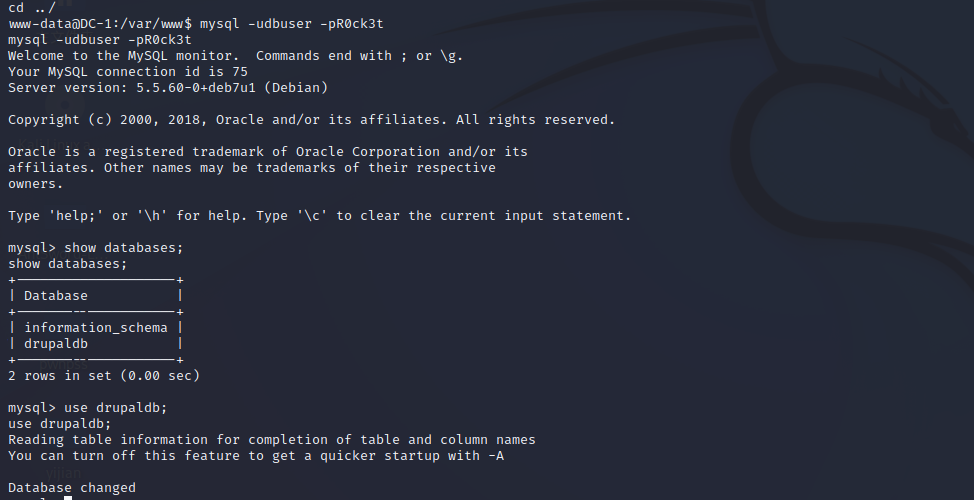 cd ../
www-data@DC-1:/var/www$ mysql -udbuser -pR0ck3t
mysql -udbuser -pR0ck3t
Welcome to the MySQL monitor.  Commands end with ; or \g.
Your MySQL connection id is 75
Server version: 5.5.60-0+deb7u1 (Debian)

Copyright (c) 2000, 2018, Oracle and/or its affiliates. All rights reserved.

Oracle is a registered trademark of Oracle Corporation and/or its
affiliates. Other names may be trademarks of their respective
owners.

Type 'help;' or '\h' for help. Type '\c' to clear the current input statement.

mysql> show databases;
show databases;
+--------------------+
| Database           |
+--------------------+
| information_schema |
| drupaldb           |
+--------------------+
2 rows in set (0.00 sec)

mysql> use drupaldb;
use drupaldb;
Reading table information for completion of table and column names
You can turn off this feature to get a quicker startup with -A

Database changed